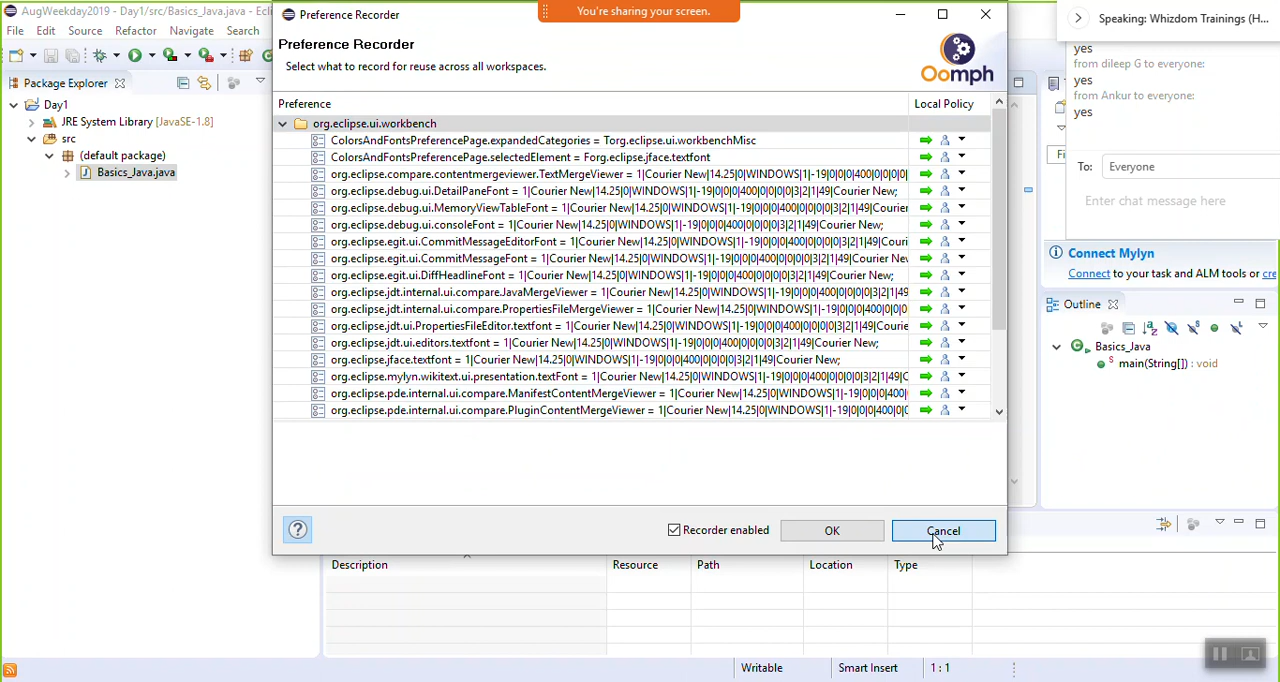 AugWeekday2019 - Day1/src/Basics_Java.java - Ecli
File Edit Source Refactor Navigate Search
Package Explorer
Day1
JRE System Library [JavaSE-1.8]
src
(default package)
Basics_Java.java
Preference Recorder
You're sharing your screen.
Preference Recorder
Select what to record for reuse across all workspaces.
Oomph
Preference Local Policy
org.eclipse.ui.workbench
ColorsAndFontsPreferencePage.expandedCategories = Torg.eclipse.ui.workbenchMisc
ColorsAndFontsPreferencePage.selectedElement = Forg.eclipse.jface.textfont
org.eclipse.compare.contentmergeviewer.TextMergeViewer = 1|Courier New|14.25|0|WINDOWS|1|-19|0|0|0|400|0|0|0|0|
org.eclipse.debug.ui.DetailPaneFont = 1|Courier New|14.25|0|WINDOWS|1|-19|0|0|0|400|0|0|0|0|3|2|1|49|Courier New;
org.eclipse.debug.ui.MemoryViewTableFont = 1|Courier New|14.25|0|WINDOWS|1|-19|0|0|0|400|0|0|0|0|3|2|1|49|Courier
org.eclipse.debug.ui.consoleFont = 1|Courier New|14.25|0|WINDOWS|1|-19|0|0|0|400|0|0|0|0|3|2|1|49|Courier New;
org.eclipse.egit.ui.CommitMessageEditorFont = 1|Courier New|14.25|0|WINDOWS|1|-19|0|0|0|400|0|0|0|0|3|2|1|49|Couri
org.eclipse.egit.ui.CommitMessageFont = 1|Courier New|14.25|0|WINDOWS|1|-19|0|0|0|400|0|0|0|0|3|2|1|49|Courier Nev
org.eclipse.egit.ui.DiffHeadlineFont = 1|Courier New|14.25|0|WINDOWS|1|-19|0|0|0|400|0|0|0|0|3|2|1|49|Courier New;
org.eclipse.jdt.internal.ui.compare.JavaMergeViewer = 1|Courier New|14.25|0|WINDOWS|1|-19|0|0|0|400|0|0|0|0|3|2|1|
org.eclipse.jdt.internal.ui.compare.PropertiesFileMergeViewer = 1|Courier New|14.25|0|WINDOWS|1|-19|0|0|0|400|0|0|
org.eclipse.jdt.ui.PropertiesFileEditor.textfont = 1|Courier New|14.25|0|WINDOWS|1|-19|0|0|0|400|0|0|0|0|3|2|1|49|Cou
org.eclipse.jdt.ui.editors.textfont = 1|Courier New|14.25|0|WINDOWS|1|-19|0|0|0|400|0|0|0|0|3|2|1|49|Courier New;
org.eclipse.jface.textfont = 1|Courier New|14.25|0|WINDOWS|1|-19|0|0|0|400|0|0|0|0|3|2|1|49|Courier New;
org.eclipse.mylyn.wikitext.ui.presentation.textFont = 1|Courier New|14.25|0|WINDOWS|1|-19|0|0|0|400|0|0|0|0|3|2|1|49|C
org.eclipse.pde.internal.ui.compare.ManifestContentMergeViewer = 1|Courier New|14.25|0|WINDOWS|1|-19|0|0|0|400|
org.eclipse.pde.internal.ui.compare.PluginContentMergeViewer = 1|Courier New|14.25|0|WINDOWS|1|-19|0|0|0|400|0|0
? Recorder enabled OK Cancel
Speaking: Whizdom Trainings (H...
yes
from dileep G to everyone:
yes
from Ankur to everyone:
yes
Fi
To: Everyone
Enter chat message here
Connect Mylyn
Connect to your task and ALM tools or cre
Outline
Basics_Java
main(String[]) : void
Description Resource Path Location Type
Writable Smart Insert 1 : 1